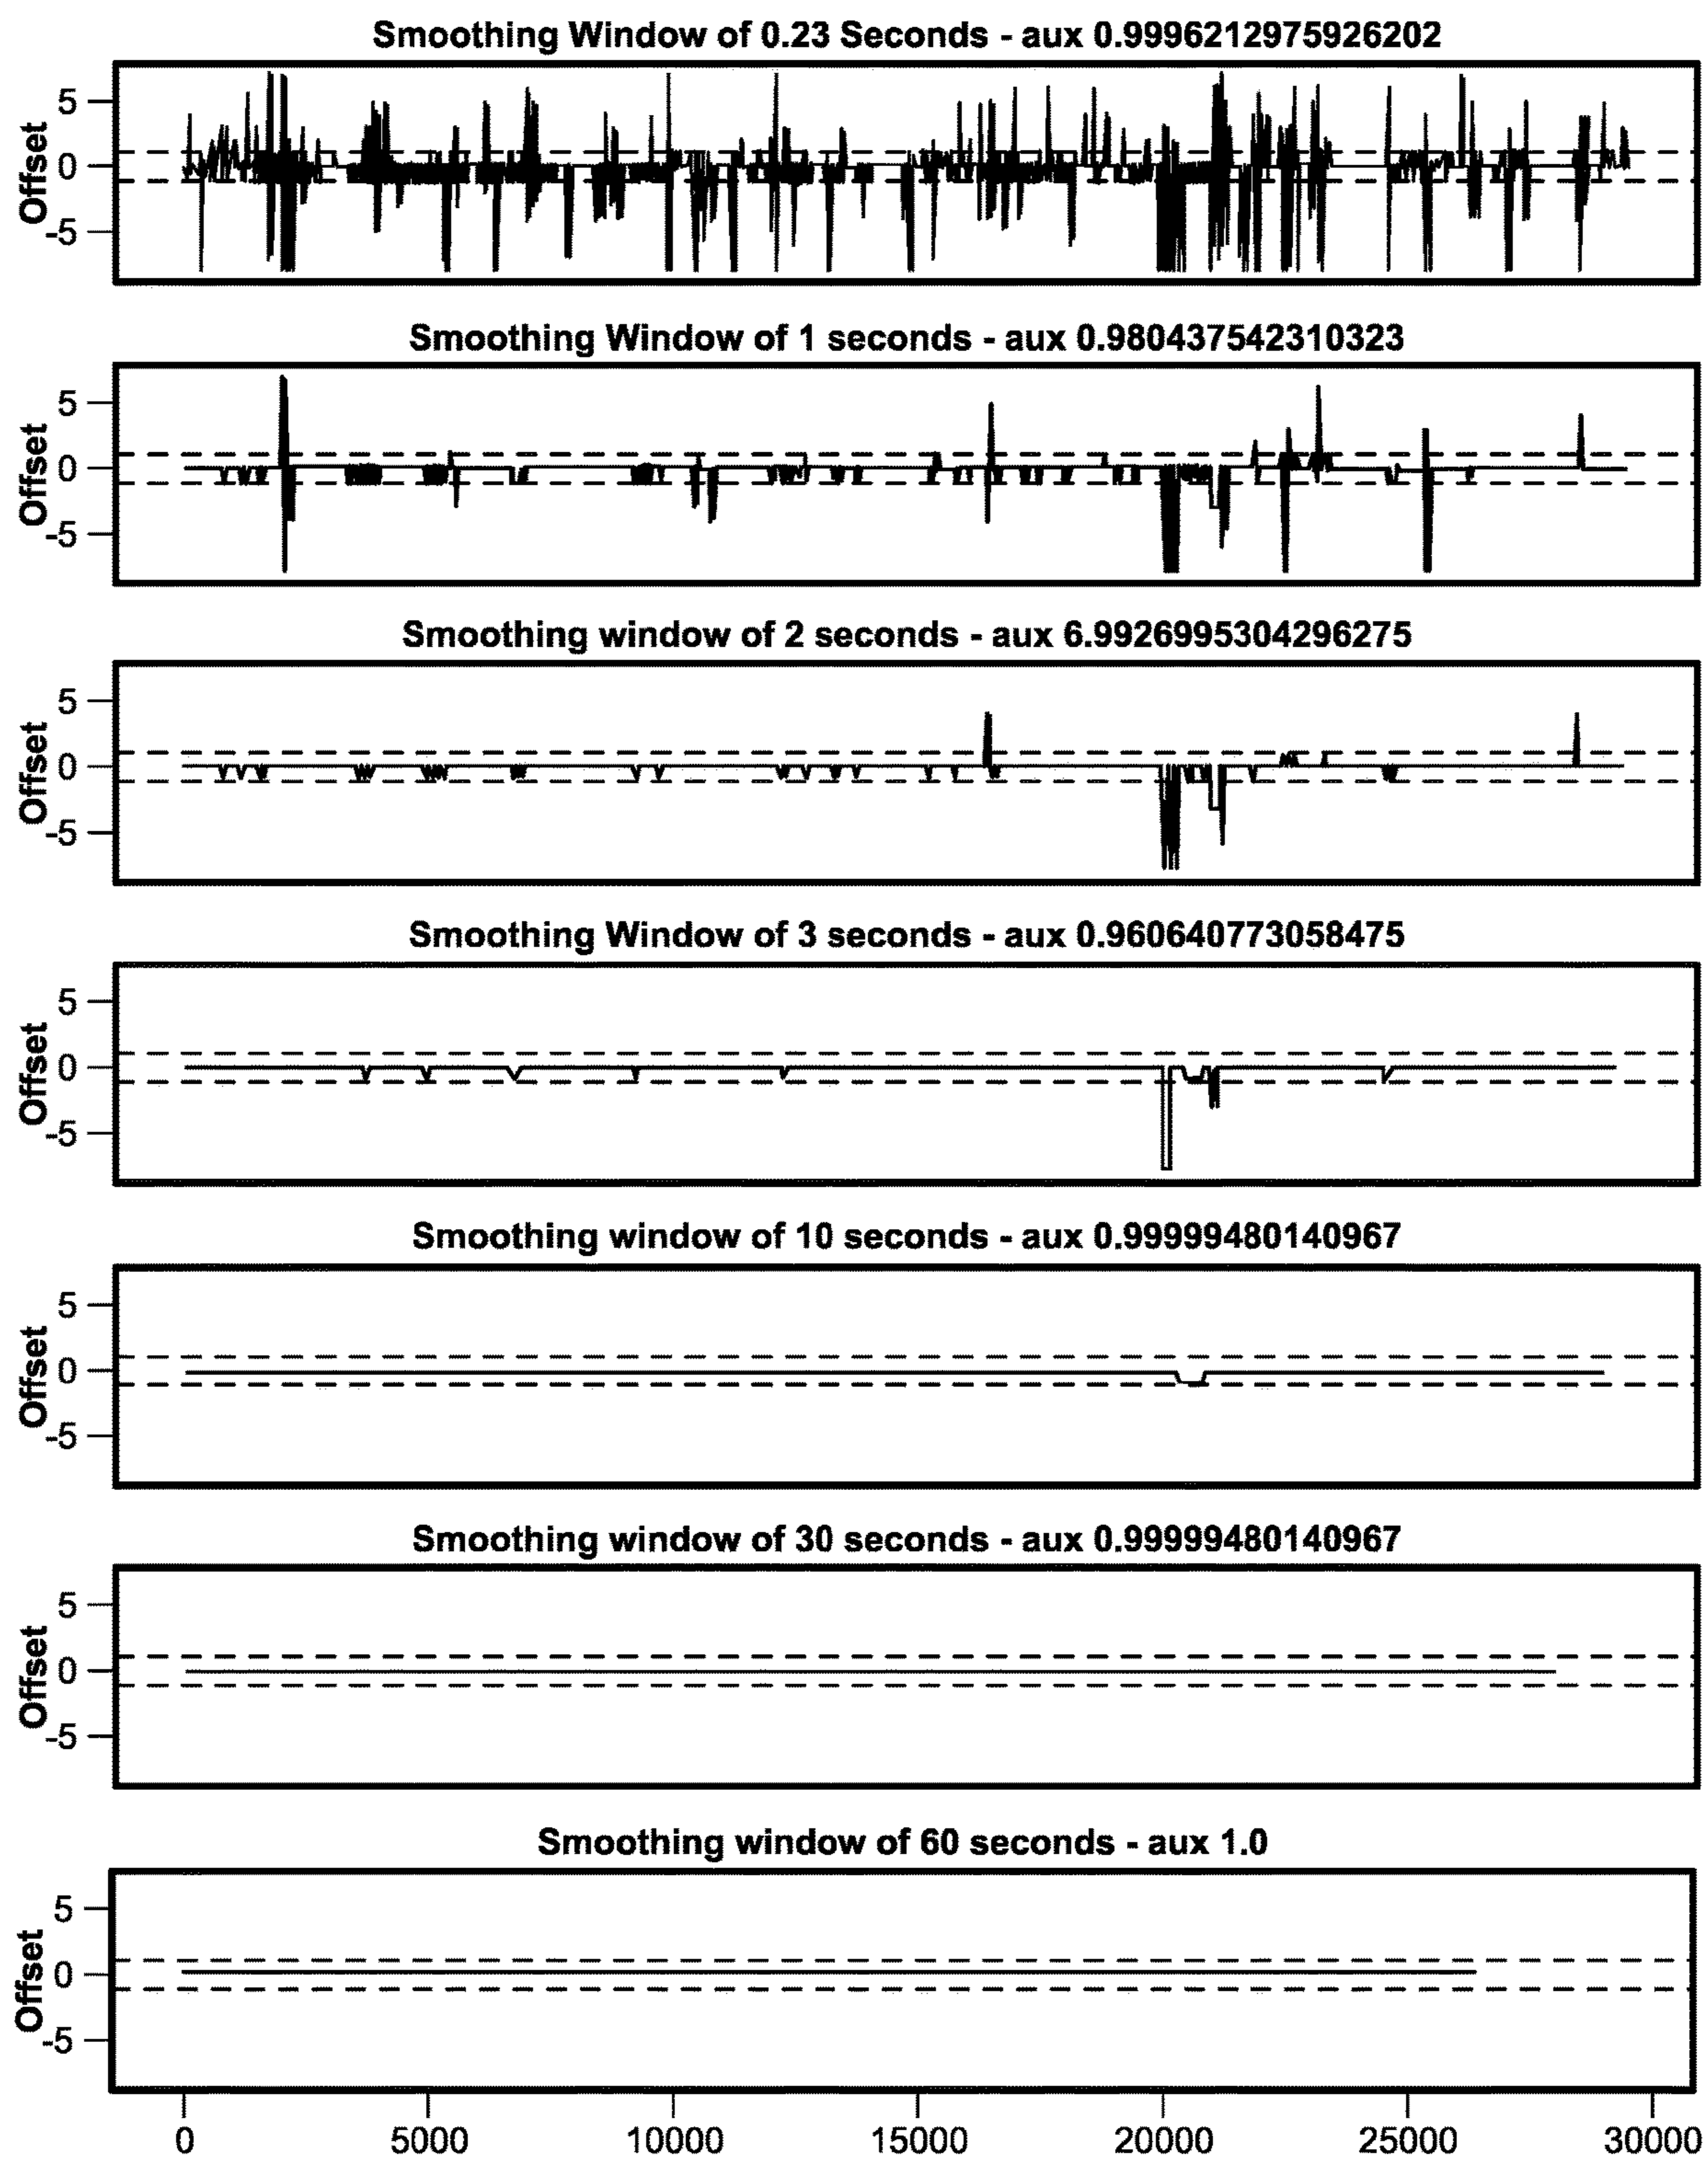 Smoothing Window of 0.23 Seconds - aux 0.9996212975926202
5
0
-5
Offset
Smoothing Window of 1 seconds - aux 0.980437542310323
5
0
-5
Offset
Smoothing window of 2 seconds - aux 6.9926995304296275
5
0
-5
Offset
Smoothing Window of 3 seconds - aux 0.960640773058475
5
0
-5
Offset
Smoothing window of 10 seconds - aux 0.99999480140967
5
0
-5
Offset
Smoothing window of 30 seconds - aux 0.99999480140967
5
0
-5
Offset
Smoothing window of 60 seconds - aux 1.0
5
0
-5
Offset
0 5000 10000 15000 20000 25000 30000